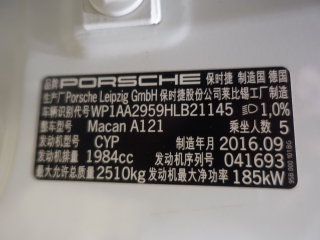 品牌 PORSCHE 保时捷 制造国 德国
生产厂 Porsche Leipzig GmbH 保时捷股份公司莱比锡工厂制造
车辆识别代号 WP1AA2959HLB21145 1,0%
整车型号 Macan A121 乘坐人数 5
发动机型号 CYP 制造年月 2016.09
发动机排量 1984cc 发动机序列号 041693
最大允许总质量 2510kg 发动机最大净功率 185kW